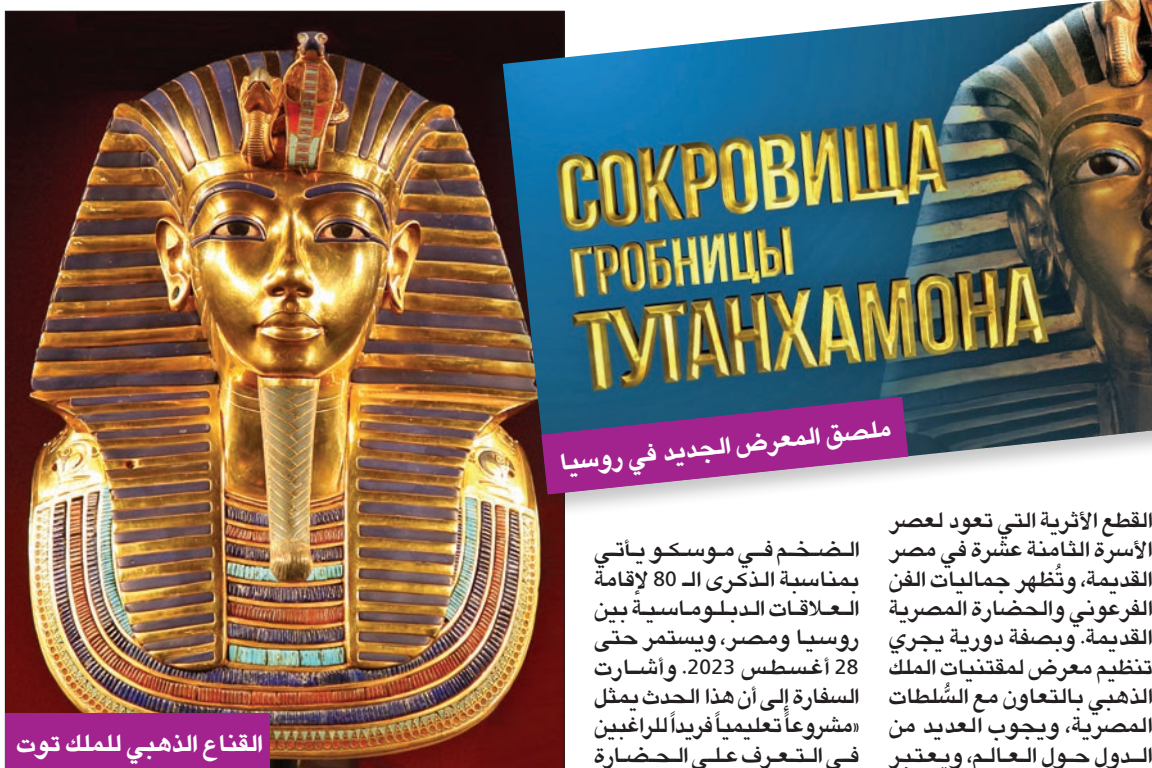 СОКРОВИЩА
ГРОБНИЦЫ
ТУТАНХАМОНА
ملصق المعرض الجديد في روسيا
القناع الذهبي للملك توت
القطع الأثرية التي تعود لعصر
الأسرة الثامنة عشرة في مصر
القديمة، وتُظهر جماليات الفن
الفرعوني والحضارة المصرية
القديمة. وبصفة دورية يجري
تنظيم معرض لمقتنيات الملك
الذهبي بالتعاون مع السُّلطات
المصرية، ويجوب العديد من
الدول حول العالم، ويعتبر
الضخم في موسكو يأتي
بمناسبة الذكرى الـ 80 لإقامة
العلاقات الدبلوماسية بين
روسيا ومصر، ويستمر حتى
28 أغسطس 2023. وأشارت
السفارة إلى أن هذا الحدث يمثل
«مشروعاً تعليمياً فريداً للراغبين
في التعرف على الحضارة